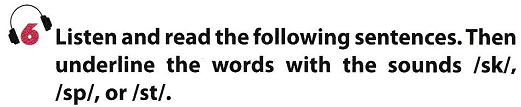 6 Listen and read the following sentences. Then
underline the words with the sounds /sk/,
/sp/, or /st/.